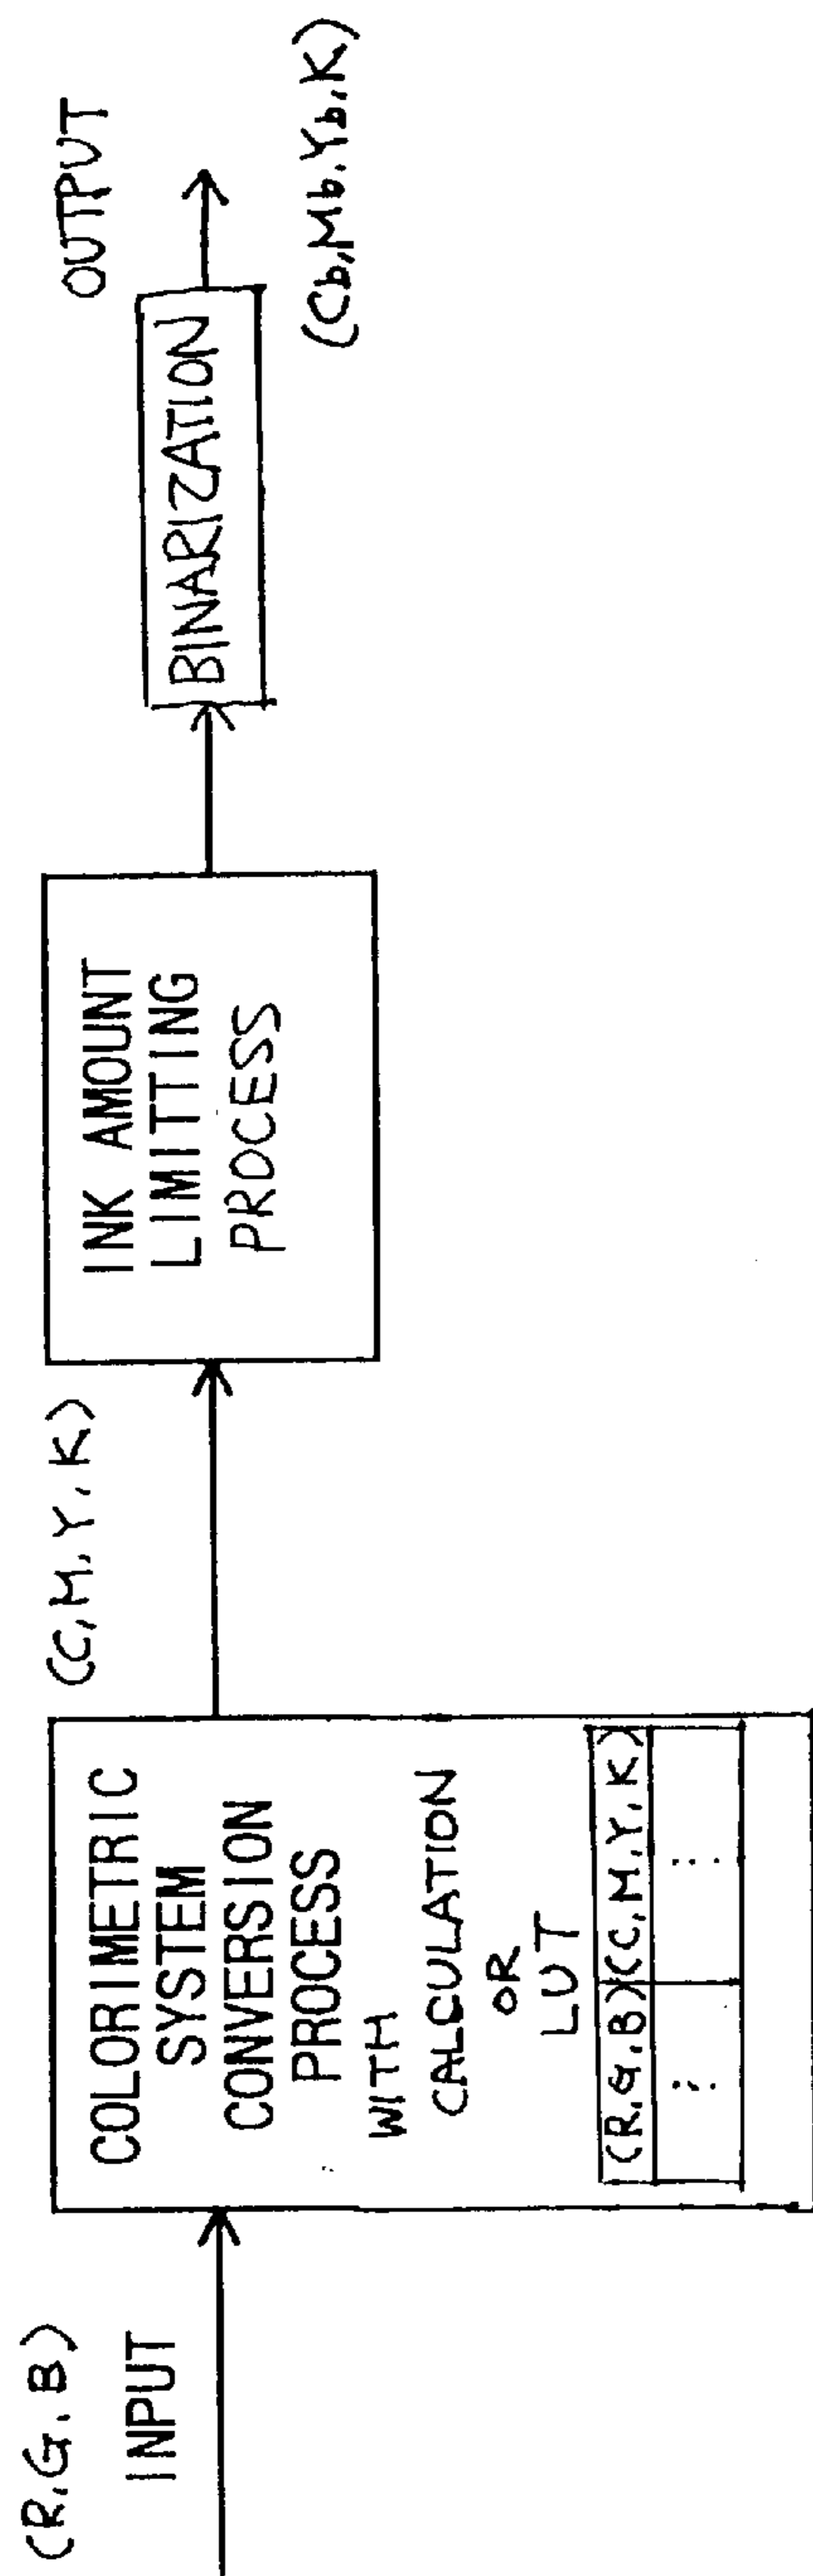 (R.G.B)
INPUT
COLORIMETRIC
SYSTEM
CONVERSION
PROCESS
WITH
CALCULATION
OR
LUT
(R.G.B) (C,M.Y.K)
(C,M.Y.K)
INK AMOUNT
LIMITTING
PROCESS
BINARIZATION
OUTPUT
(Cb,Mb.Yb.K)